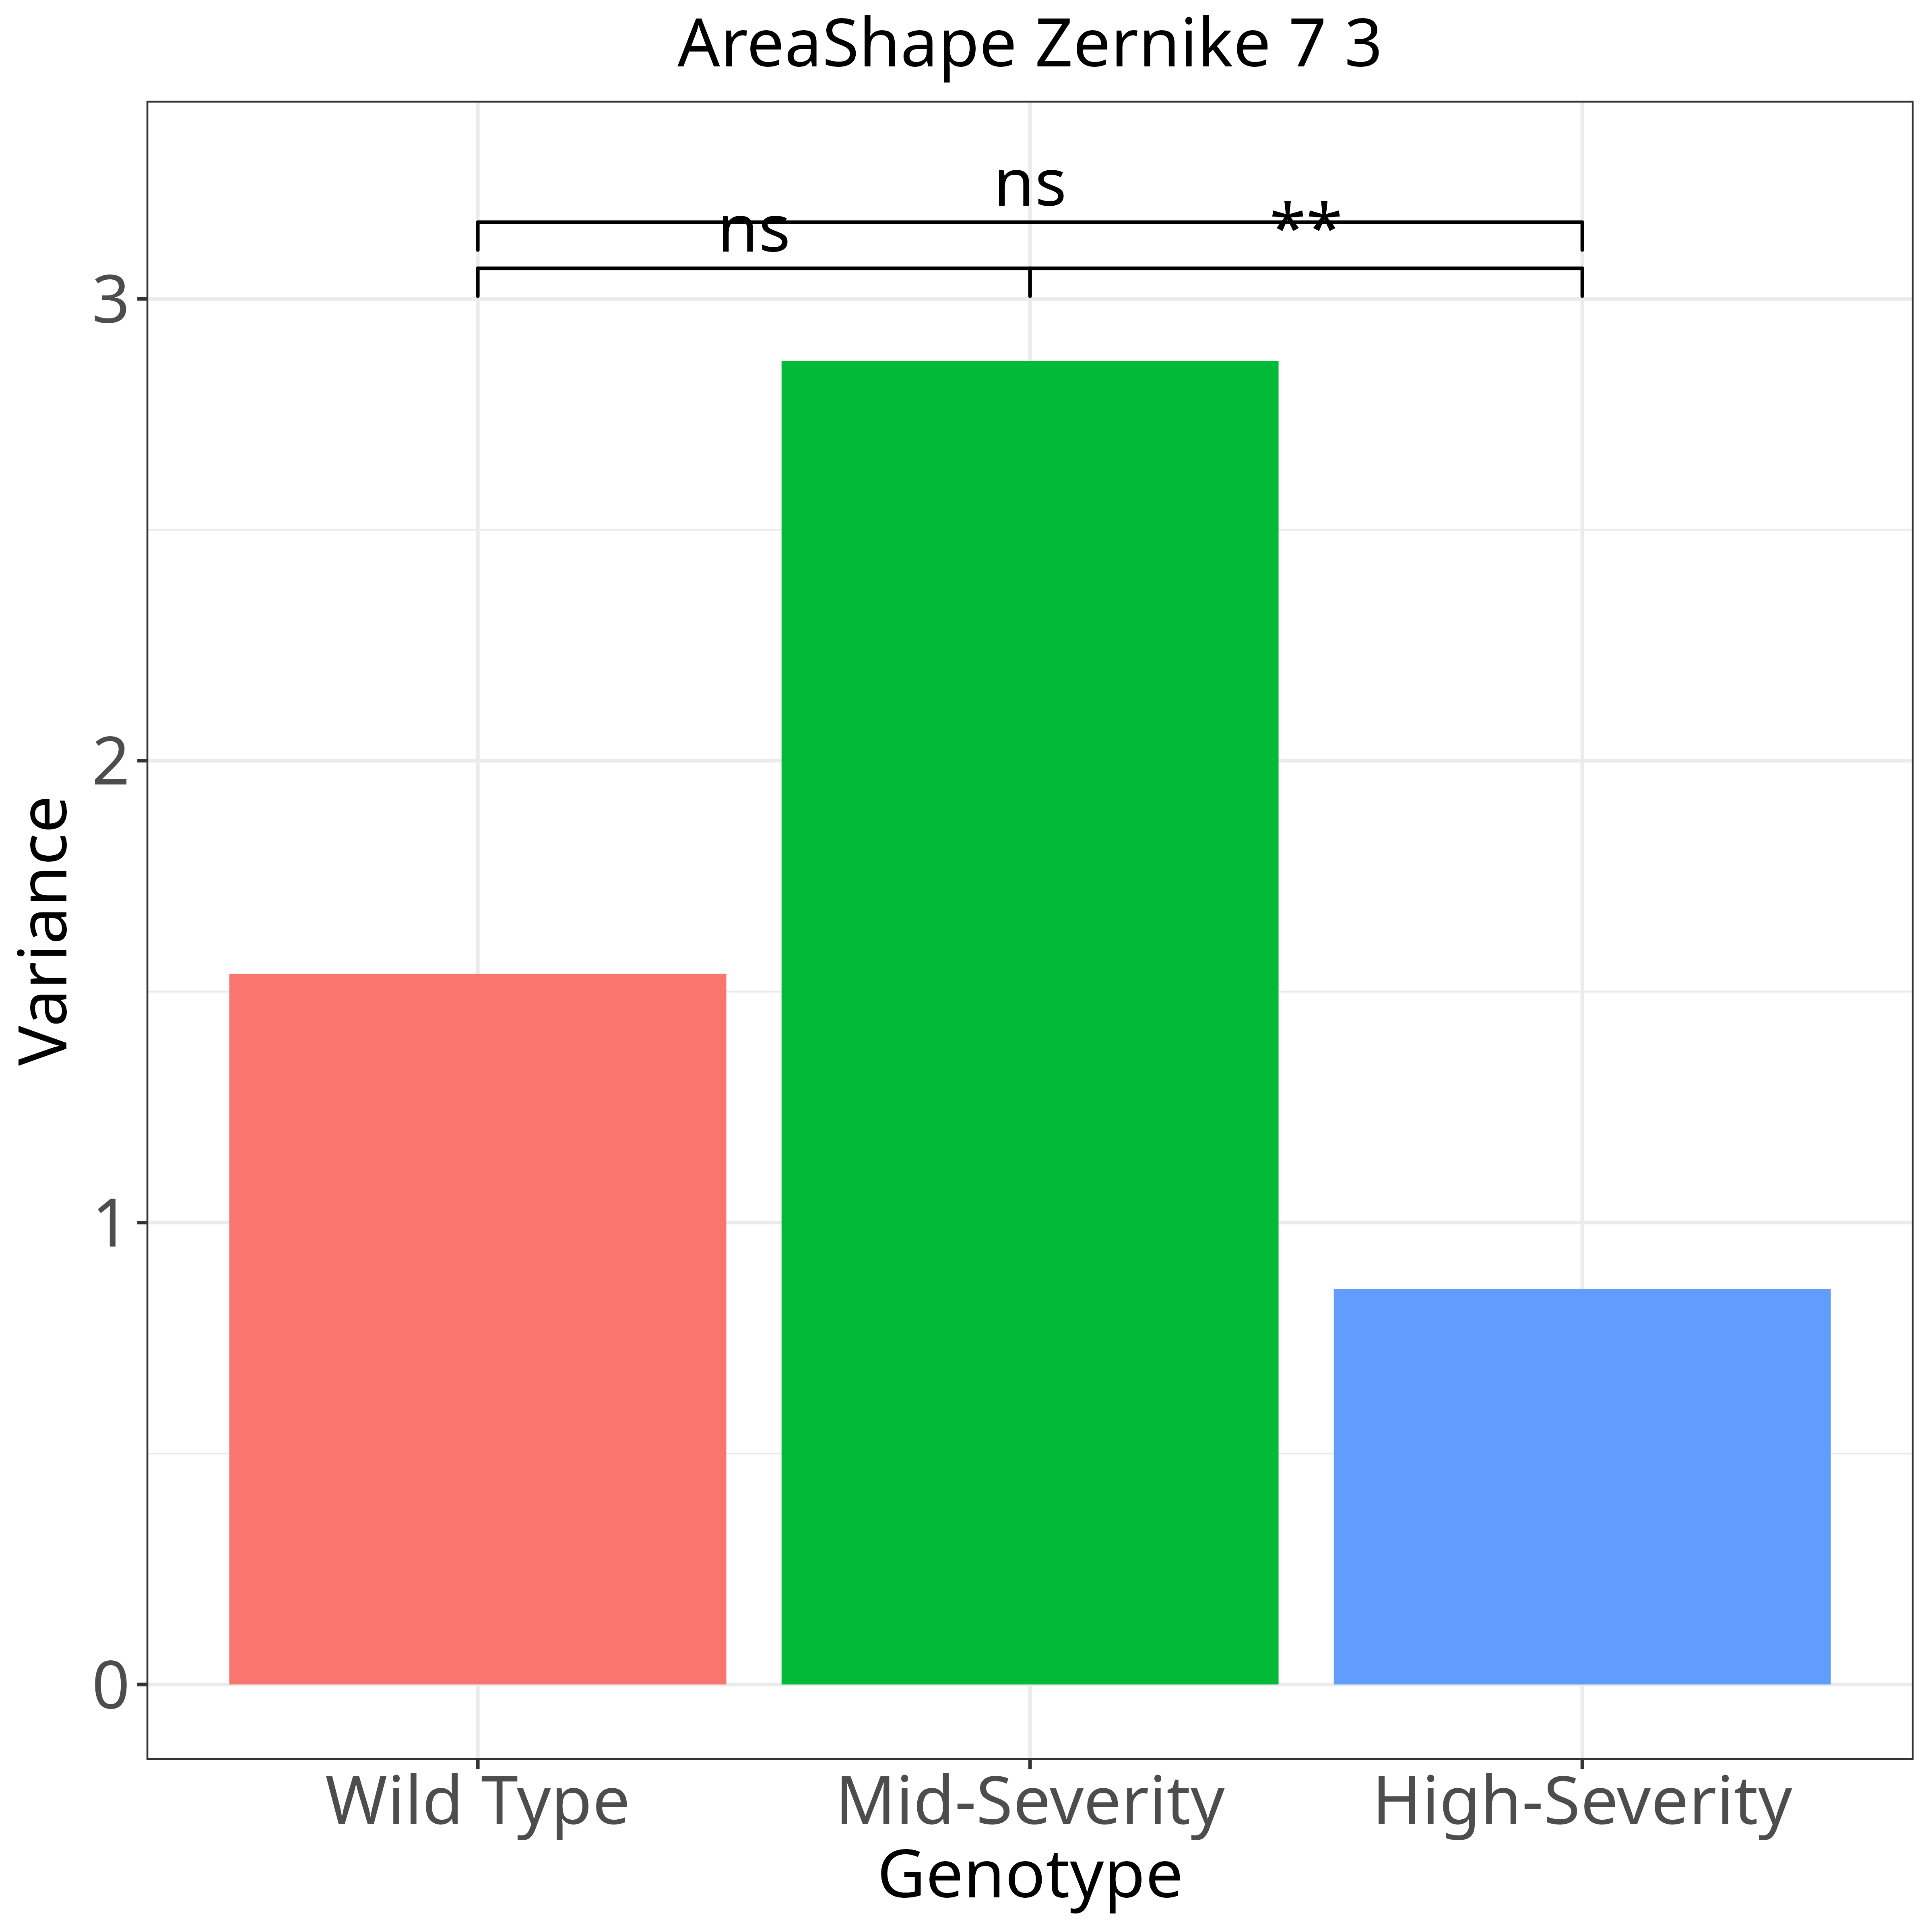 AreaShape Zernike 7 3
ns
ns **
3
2
1
0
Variance
Wild Type Mid-Severity High-Severity
Genotype